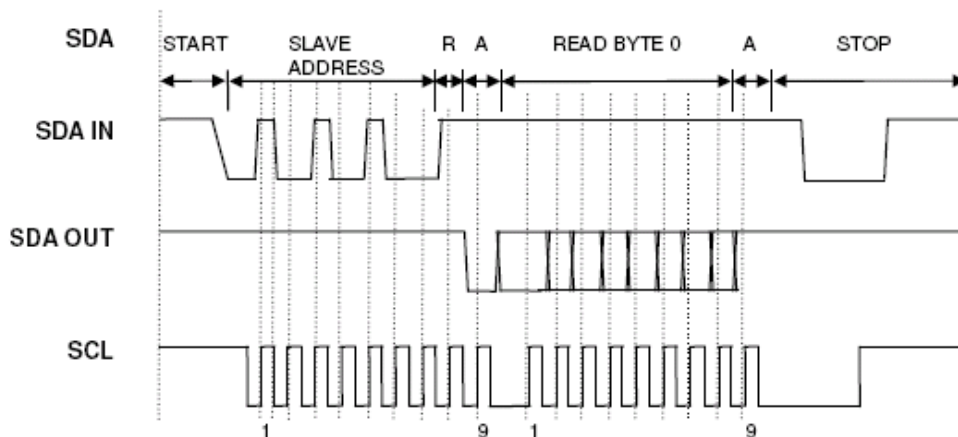 SDA START SLAVE ADDRESS R A READ BYTE 0 A STOP
SDA IN
SDA OUT
SCL
1 9 1 9